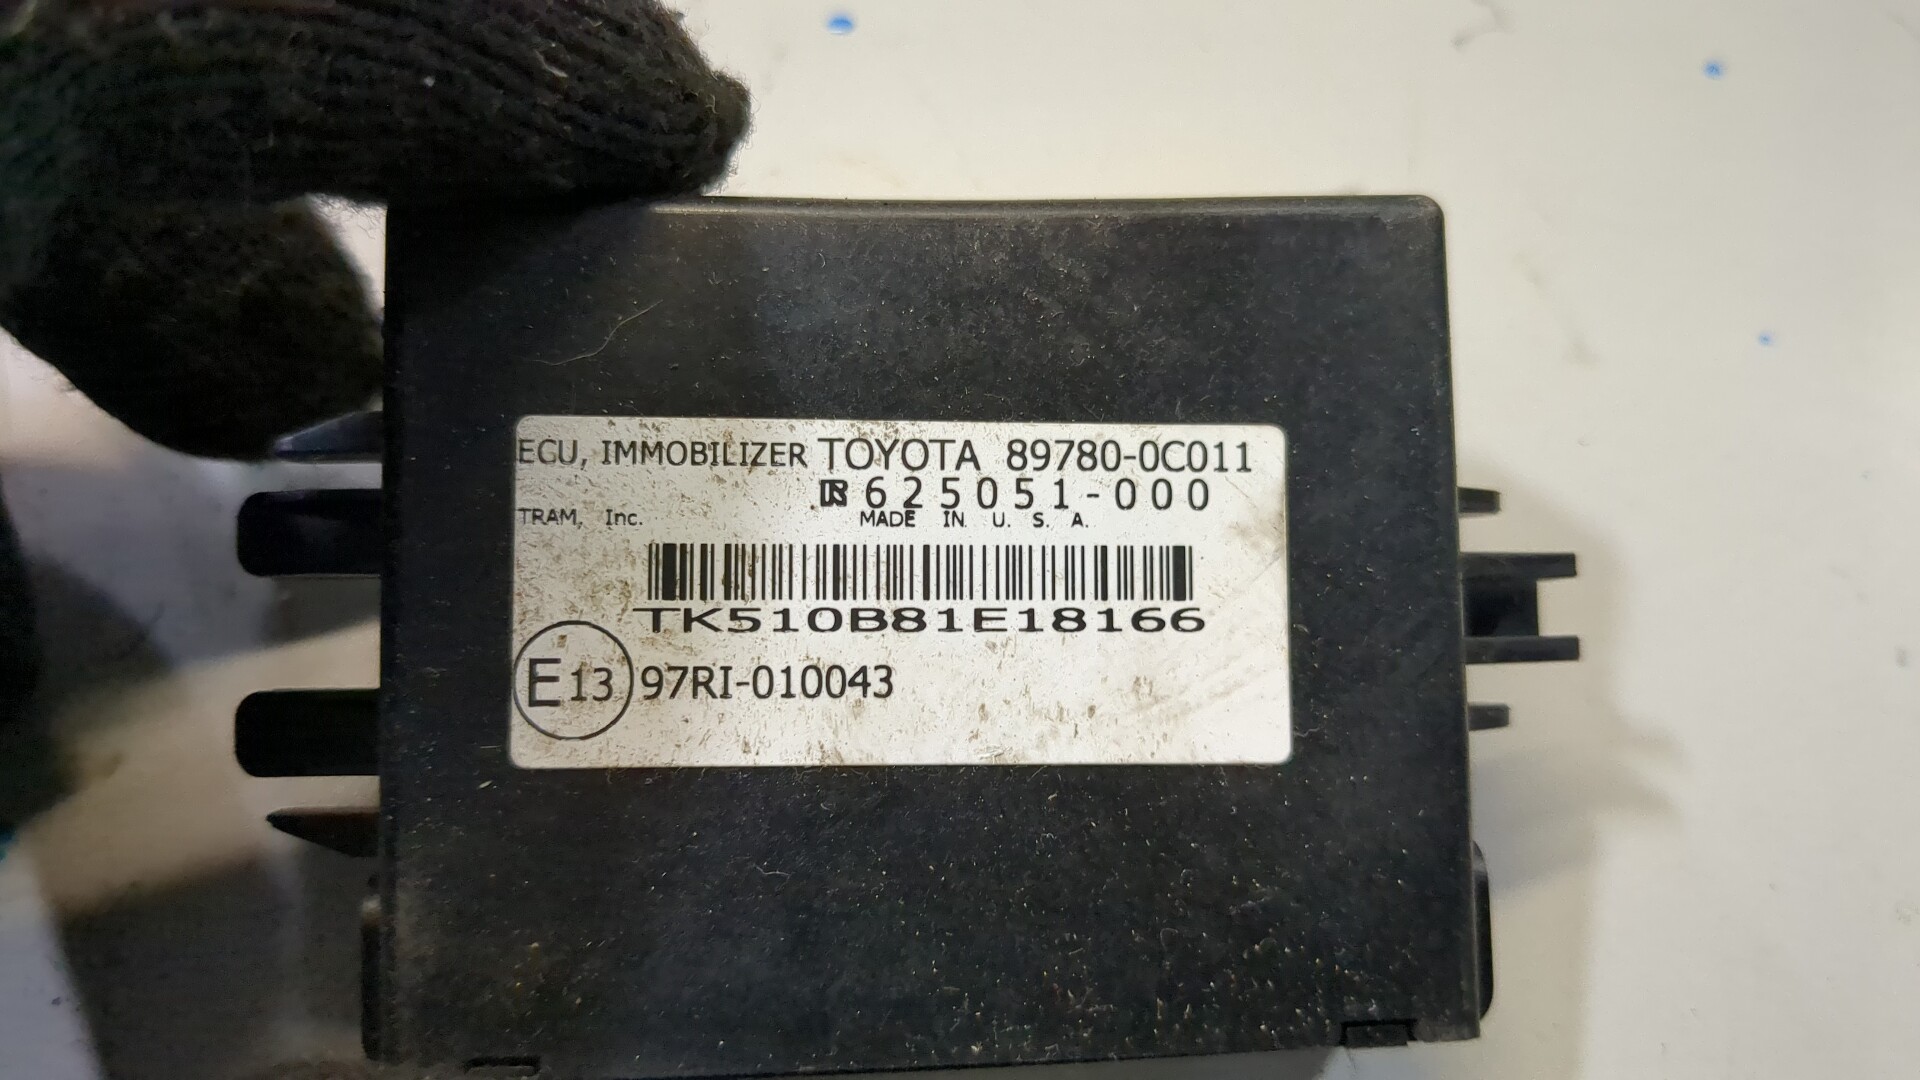 ECU, IMMOBILIZER TOYOTA 89780-0C011
625051-000
TRAM, Inc. MADE IN U. S. A.
TK510B81E18166
E13 97RI-010043